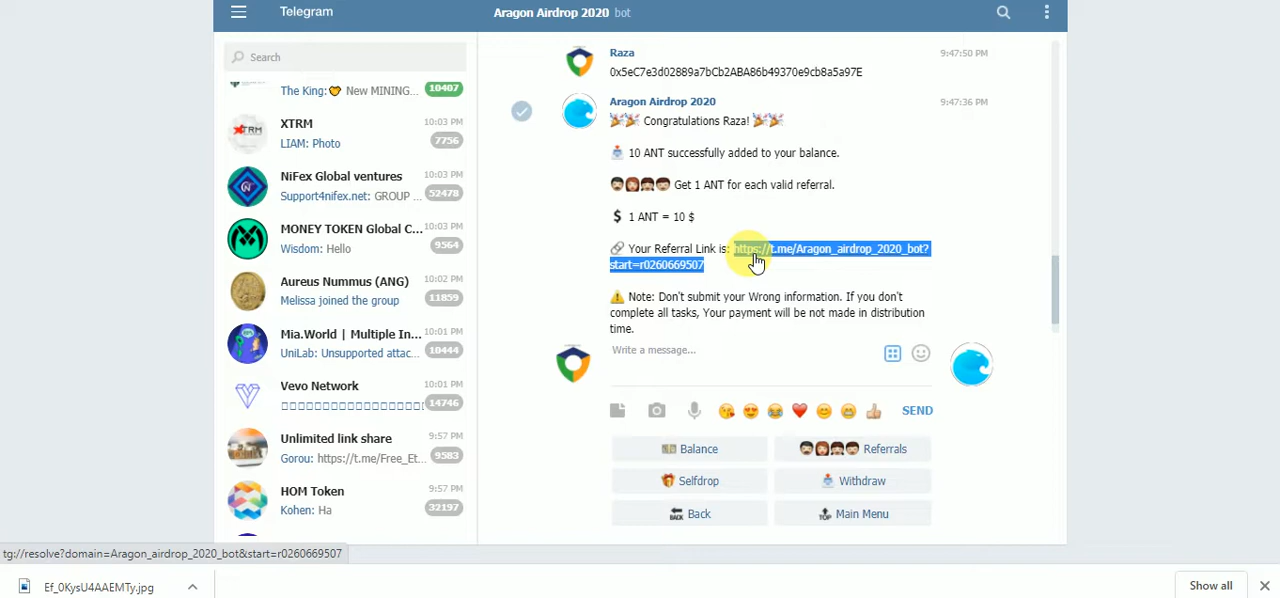 Telegram
Aragon Airdrop 2020 bot
Search
The King: New MINING... 10407
XTRM 10:03 PM
LIAM: Photo 7756
NiFex Global ventures 10:03 PM
Support4nifex.net: GROUP ... 52478
MONEY TOKEN Global C... 10:03 PM
Wisdom: Hello 9564
Aureus Nummus (ANG) 10:02 PM
Melissa joined the group 11859
Mia.World | Multiple In... 10:01 PM
UniLab: Unsupported attac... 10444
Vevo Network 10:01 PM
14746
Unlimited link share 9:57 PM
Gorou: https://t.me/Free_Et... 9583
HOM Token 9:57 PM
Kohen: Ha 32197
Raza 9:47:50 PM
0x5eC7e3d02889a7bCb2ABA86b49370e9cb8a5a97E
Aragon Airdrop 2020 9:47:36 PM
Congratulations Raza!
10 ANT successfully added to your balance.
Get 1 ANT for each valid referral.
$ 1 ANT = 10 $
Your Referral Link is: https://t.me/Aragon_airdrop_2020_bot?
start=r0260669507
Note: Don't submit your Wrong information. If you don't
complete all tasks, Your payment will be not made in distribution
time.
Write a message...
SEND
Balance
Referrals
Selfdrop
Withdraw
BACK Back
TOP Main Menu
tg://resolve?domain=Aragon_airdrop_2020_bot&start=r0260669507
Ef_0KysU4AAEMTy.jpg
Show all